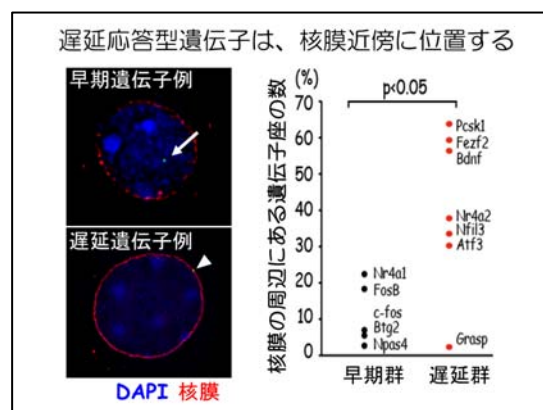 遅延応答型遺伝子は、核膜近傍に位置する
早期遺伝子例
遅延遺伝子例
DAPI 核膜
(%)
p<0.05
核膜の周辺にある遺伝子座の数
70
60
50
40
30
20
10
0
Nr4a1
FosB
c-fos
Btg2
Npas4
Pcsk1
Fezf2
Bdnf
Nr4a2
Nfil3
Atf3
Grasp
早期群
遅延群